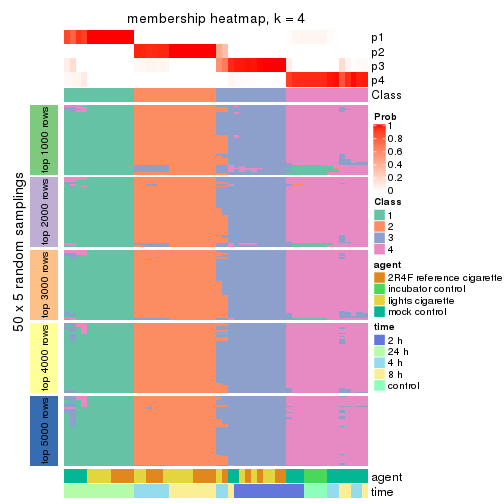 membership heatmap, k = 4
p1
p2
p3
p4
Class
50 x 5 random samplings
top 1000 rows
top 2000 rows
top 3000 rows
top 4000 rows
top 5000 rows
agent
time
Prob
1
0.8
0.6
0.4
0.2
0
Class
1
2
3
4
agent
2R4F reference cigarette
incubator control
lights cigarette
mock control
time
2 h
24 h
4 h
8 h
control